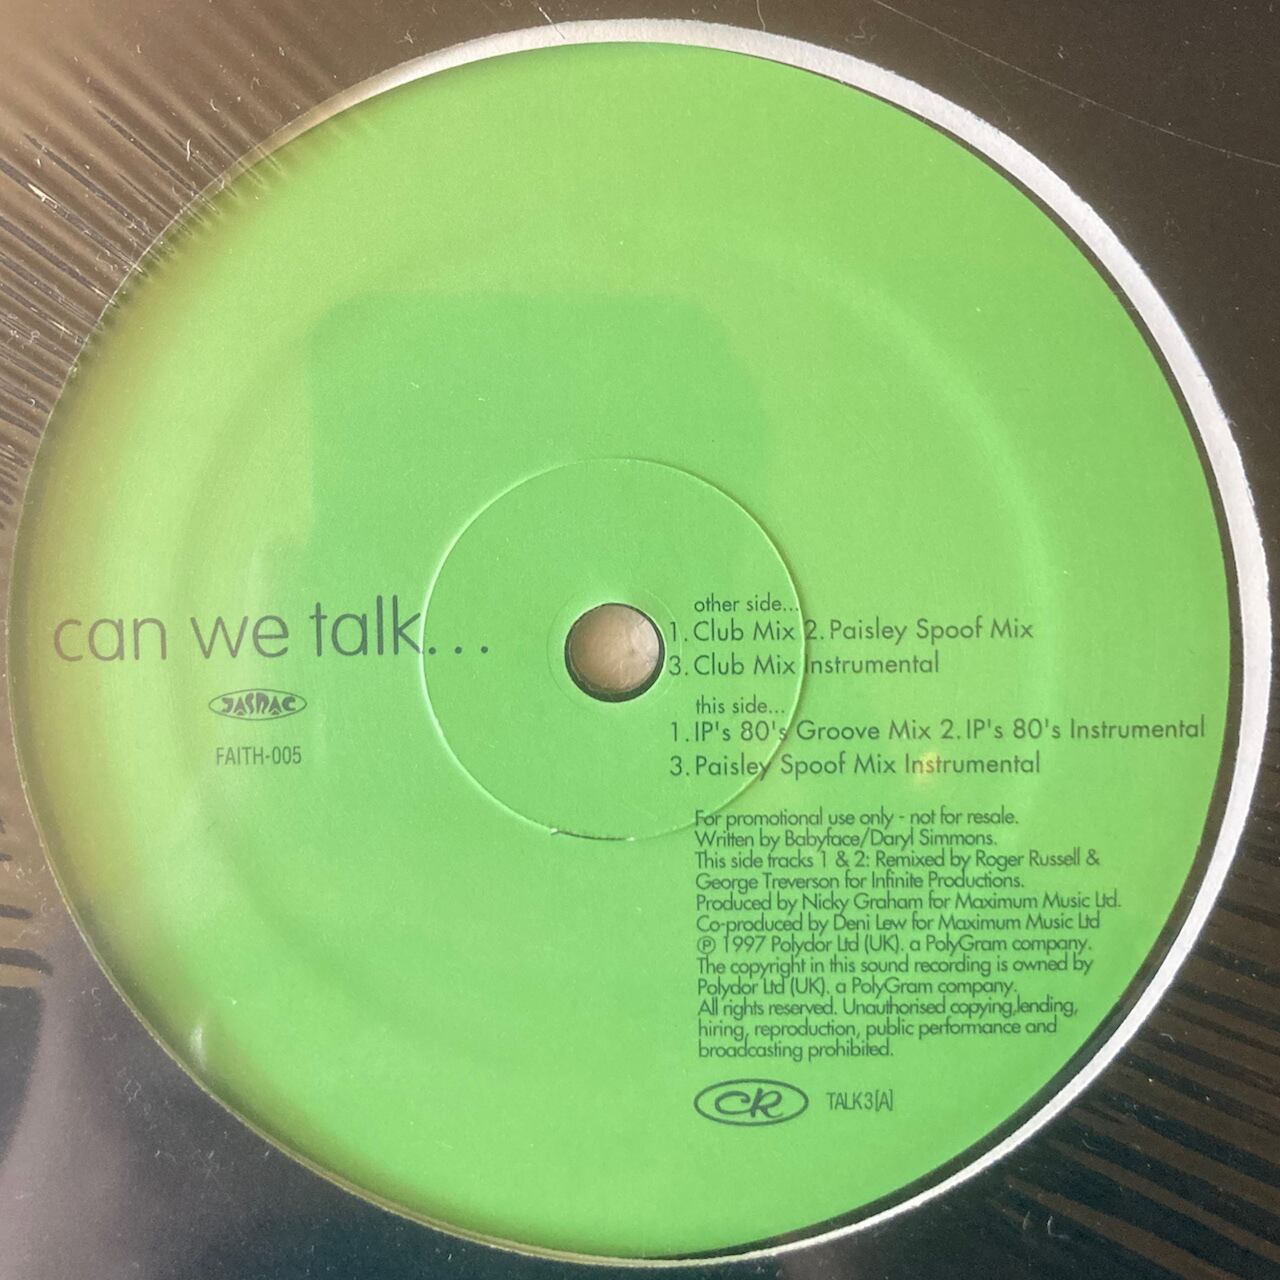 can we talk...
JASRAC
FAITH-005
other side...
1. Club Mix 2. Paisley Spoof Mix
3. Club Mix Instrumental
this side...
1. IP's 80's Groove Mix 2. IP's 80's Instrumental
3. Paisley Spoof Mix Instrumental
For promotional use only - not for resale.
Written by Babyface/Daryl Simmons.
This side tracks 1 & 2: Remixed by Roger Russell &
George Treverson for Infinite Productions.
Produced by Nicky Graham for Maximum Music Ltd.
Co-produced by Deni Lew for Maximum Music Ltd
℗ 1997 Polydor Ltd (UK). a PolyGram company.
The copyright in this sound recording is owned by
Polydor Ltd (UK). a PolyGram company.
All rights reserved. Unauthorised copying,lending,
hiring, reproduction, public performance and
broadcasting prohibited.
CR TALK3[A]